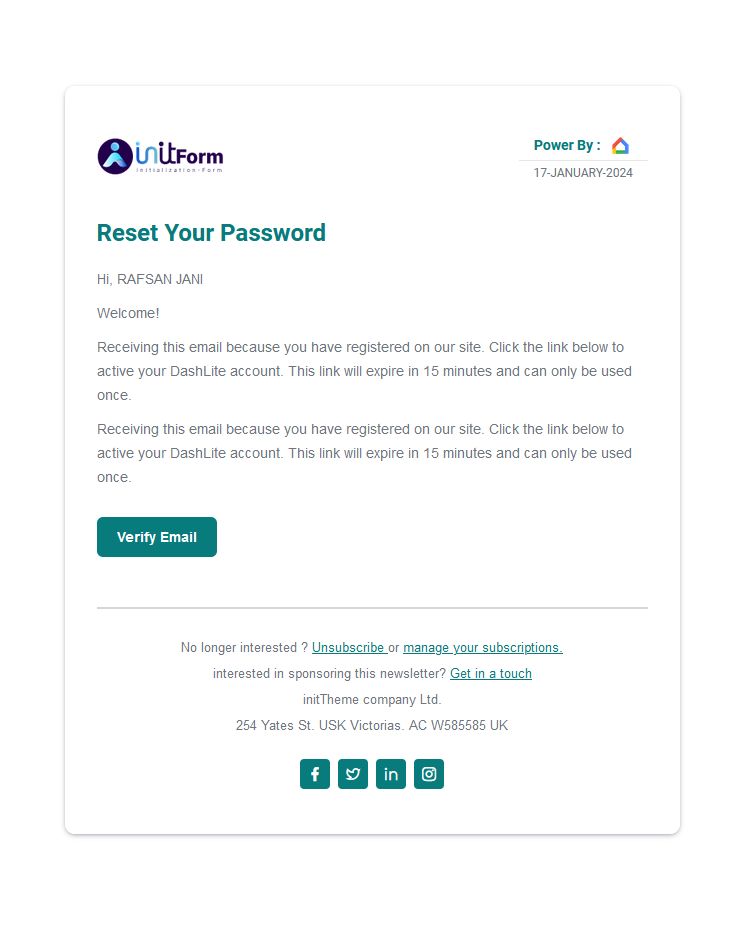 initForm
initialization-Form
Power By :
17-JANUARY-2024
Reset Your Password
Hi, RAFSAN JANI
Welcome!
Receiving this email because you have registered on our site. Click the link below to
active your DashLite account. This link will expire in 15 minutes and can only be used
once.
Receiving this email because you have registered on our site. Click the link below to
active your DashLite account. This link will expire in 15 minutes and can only be used
once.
Verify Email
No longer interested ? Unsubscribe or manage your subscriptions.
interested in sponsoring this newsletter? Get in a touch
initTheme company Ltd.
254 Yates St. USK Victorias. AC W585585 UK